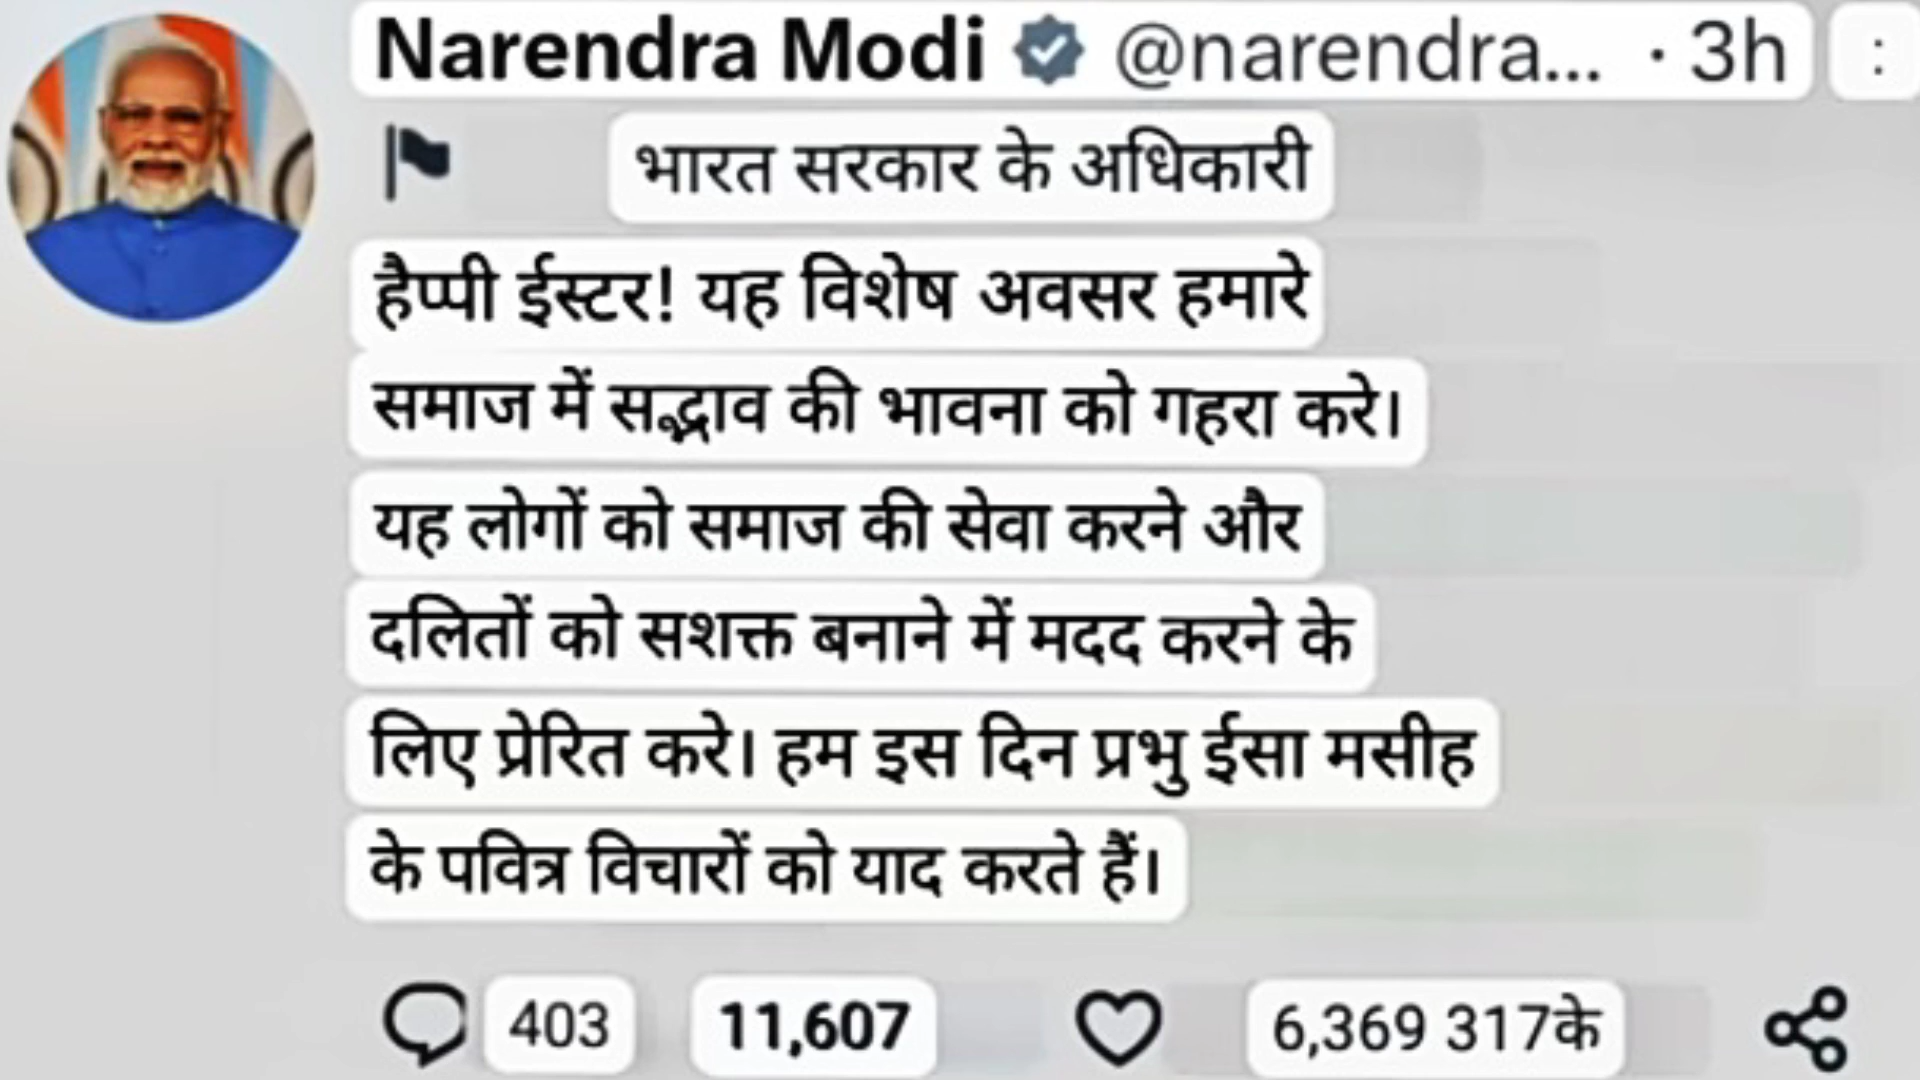 Narendra Modi @narendra... · 3h :
भारत सरकार के अधिकारी
हैप्पी ईस्टर! यह विशेष अवसर हमारे
समाज में सद्भाव की भावना को गहरा करे।
यह लोगों को समाज की सेवा करने और
दलितों को सशक्त बनाने में मदद करने के
लिए प्रेरित करे। हम इस दिन प्रभु ईसा मसीह
के पवित्र विचारों को याद करते हैं।
403 11,607 6,369 317के